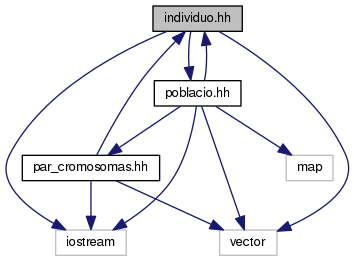 individuo.hh
poblacio.hh
par_cromosomas.hh
map
iostream
vector